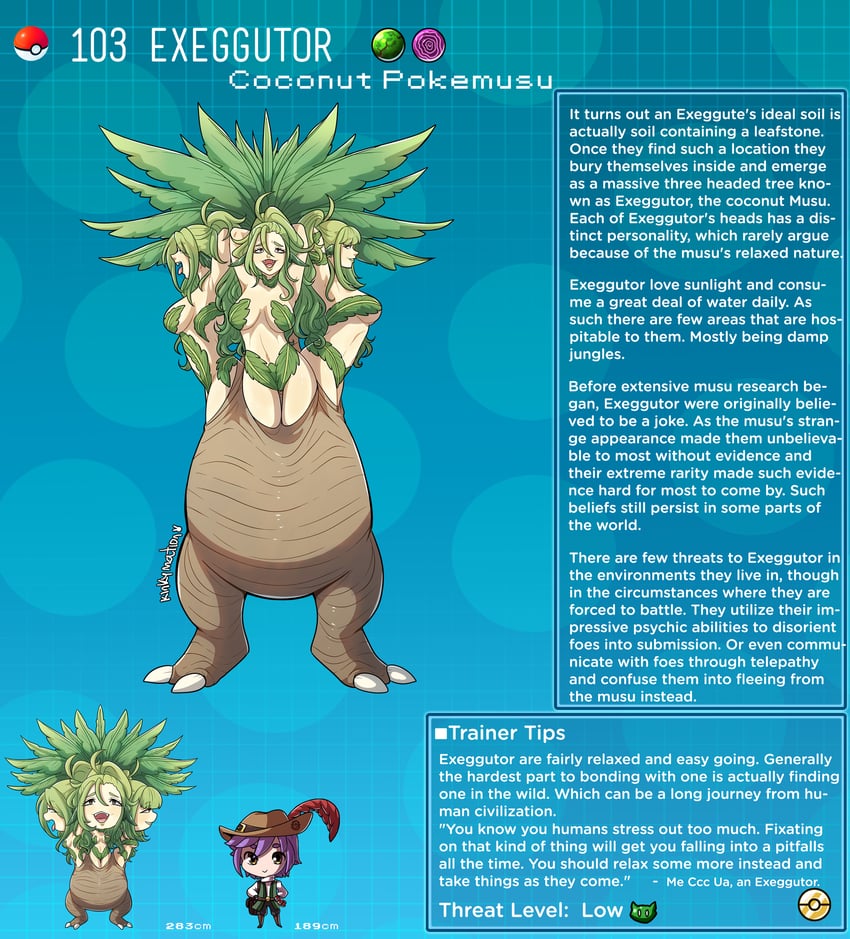 103 EXEGGUTOR
Coconut Pokemusu
It turns out an Exeggute's ideal soil is
actually soil containing a leafstone.
Once they find such a location they
bury themselves inside and emerge
as a massive three headed tree kno-
wn as Exeggutor, the coconut Musu.
Each of Exeggutor's heads has a dis-
tinct personality, which rarely argue
because of the musu's relaxed nature.
Exeggutor love sunlight and consu-
me a great deal of water daily. As
such there are few areas that are hos-
pitable to them. Mostly being damp
jungles.
Before extensive musu research be-
gan, Exeggutor were originally belie-
ved to be a joke. As the musu's stran-
ge appearance made them unbelieva-
ble to most without evidence and
their extreme rarity made such evide-
nce hard for most to come by. Such
beliefs still persist in some parts of
the world.
There are few threats to Exeggutor in
the environments they live in, though
in the circumstances where they are
forced to battle. They utilize their im-
pressive psychic abilities to disorient
foes into submission. Or even commu-
nicate with foes through telepathy
and confuse them into fleeing from
the musu instead.
kinkymation
■Trainer Tips
Exeggutor are fairly relaxed and easy going. Generally
the hardest part to bonding with one is actually finding
one in the wild. Which can be a long journey from hu-
man civilization.
"You know you humans stress out too much. Fixating
on that kind of thing will get you falling into a pitfalls
all the time. You should relax some more instead and
take things as they come." - Me Ccc Ua, an Exeggutor.
Threat Level: Low
283cm
189cm